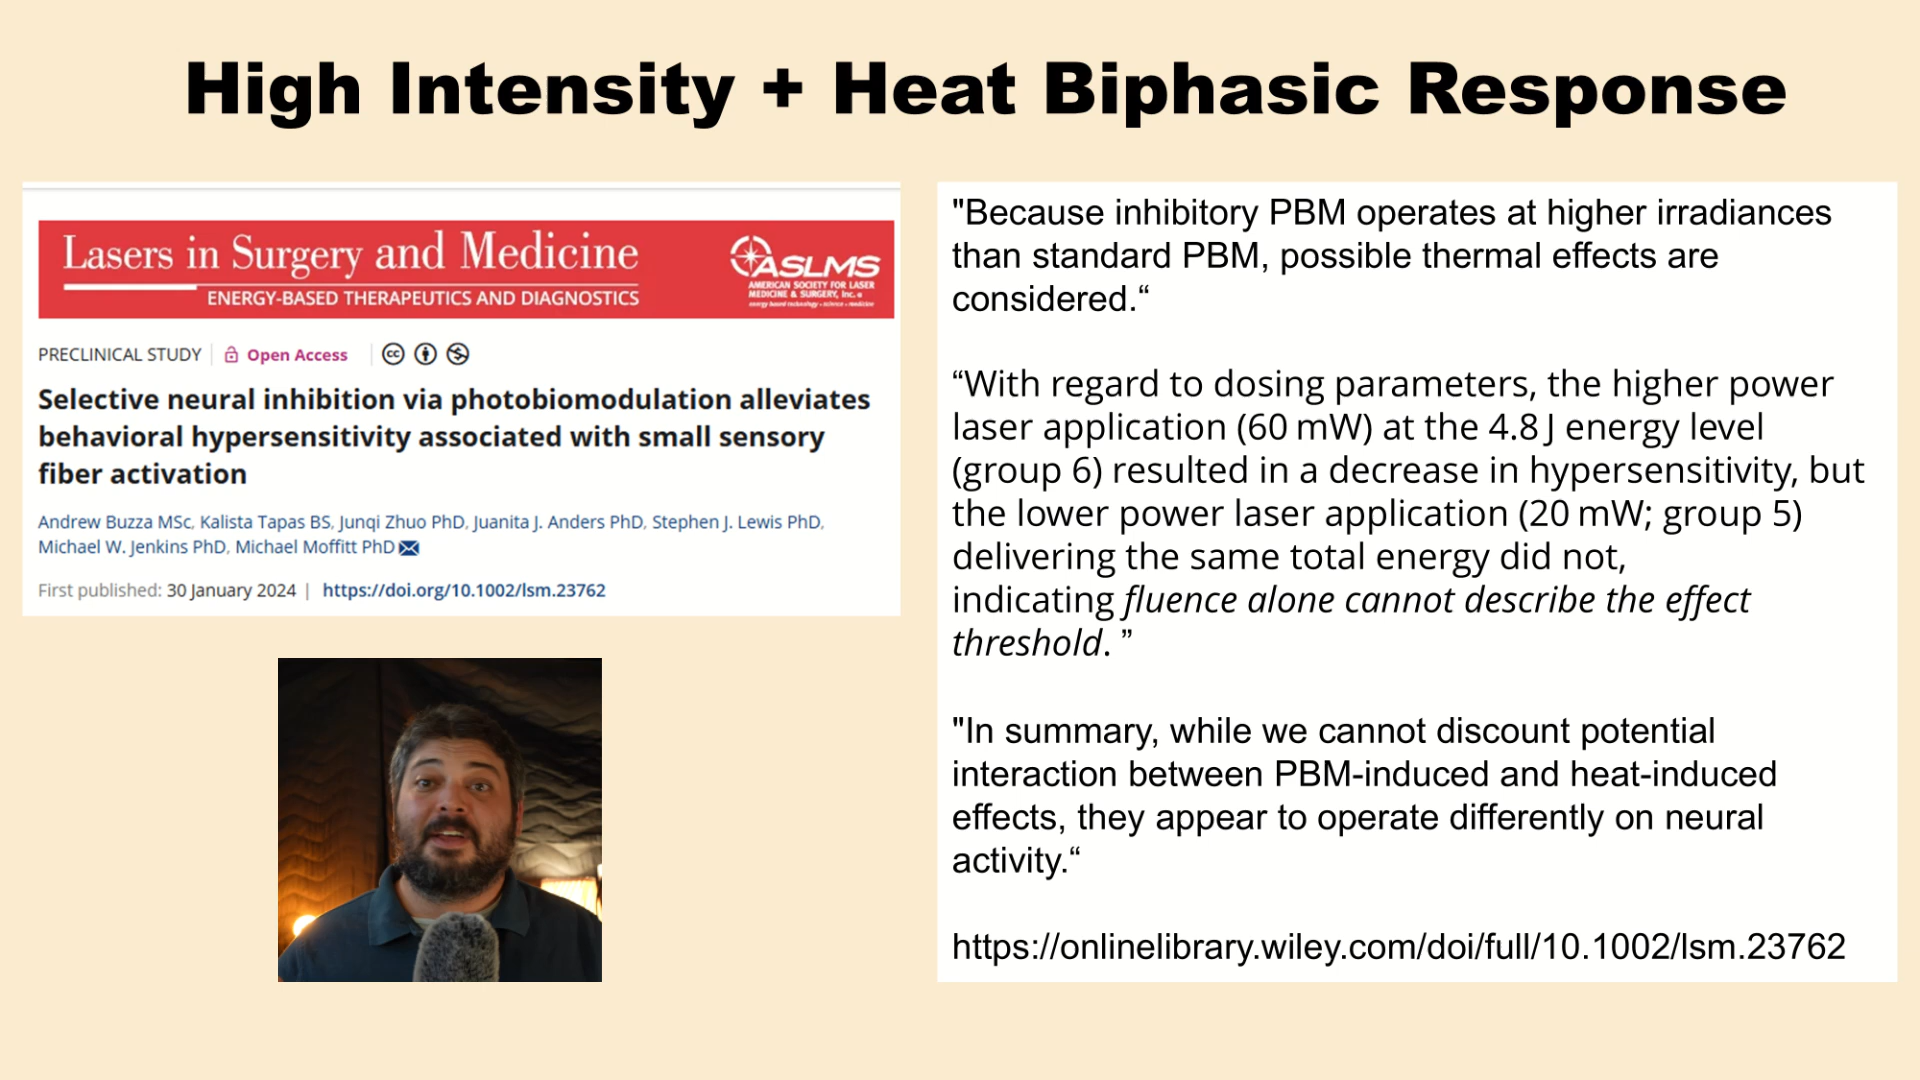 High Intensity + Heat Biphasic Response
Lasers in Surgery and Medicine
ENERGY-BASED THERAPEUTICS AND DIAGNOSTICS
ASLMS
AMERICAN SOCIETY FOR LASER
MEDICINE & SURGERY, Inc.
energy based technology • science • medicine
PRECLINICAL STUDY
Open Access
cc
Selective neural inhibition via photobiomodulation alleviates
behavioral hypersensitivity associated with small sensory
fiber activation
Andrew Buzza MSc, Kalista Tapas BS, Junqi Zhuo PhD, Juanita J. Anders PhD, Stephen J. Lewis PhD,
Michael W. Jenkins PhD, Michael Moffitt PhD
First published: 30 January 2024 | https://doi.org/10.1002/lsm.23762
"Because inhibitory PBM operates at higher irradiances
than standard PBM, possible thermal effects are
considered.“
“With regard to dosing parameters, the higher power
laser application (60 mW) at the 4.8 J energy level
(group 6) resulted in a decrease in hypersensitivity, but
the lower power laser application (20 mW; group 5)
delivering the same total energy did not,
indicating fluence alone cannot describe the effect
threshold. ”
"In summary, while we cannot discount potential
interaction between PBM-induced and heat-induced
effects, they appear to operate differently on neural
activity.“
https://onlinelibrary.wiley.com/doi/full/10.1002/lsm.23762